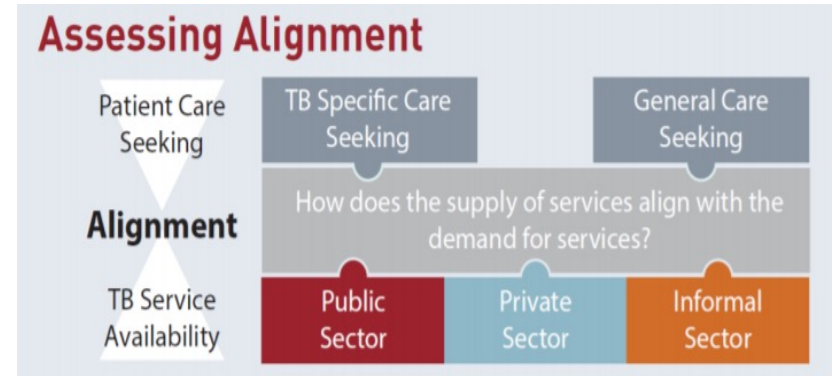 Assessing Alignment
Patient Care
Seeking
TB Specific Care
Seeking
General Care
Seeking
Alignment
How does the supply of services align with the
demand for services?
TB Service
Availability
Public
Sector
Private
Sector
Informal
Sector